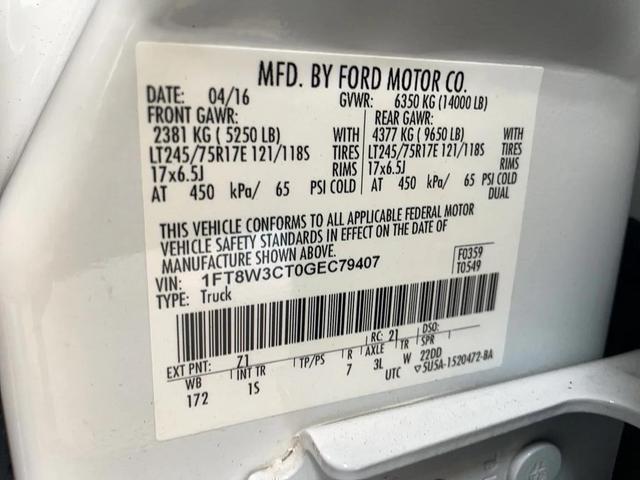 MFD. BY FORD MOTOR CO.
DATE: 04/16 GVWR: 6350 KG (14000 LB)
FRONT GAWR: REAR GAWR:
2381 KG ( 5250 LB) WITH 4377 KG ( 9650 LB) WITH
LT245/75R17E 121/118S TIRES LT245/75R17E 121/118S TIRES
17x6.5J RIMS 17x6.5J RIMS
AT 450 kPa/ 65 PSI COLD AT 450 kPa/ 65 PSI COLD
DUAL
THIS VEHICLE CONFORMS TO ALL APPLICABLE FEDERAL MOTOR
VEHICLE SAFETY STANDARDS IN EFFECT ON THE DATE OF
MANUFACTURE SHOWN ABOVE.
VIN: 1FT8W3CT0GEC79407 F0359
TYPE: Truck T0549
EXT PNT: Z1 RC: 21 DSO:
WB INT TR TP/PS R AXLE TR SPR
172 1S 7 3L W 22DD
UTC ▽5U5A-1520472-BA